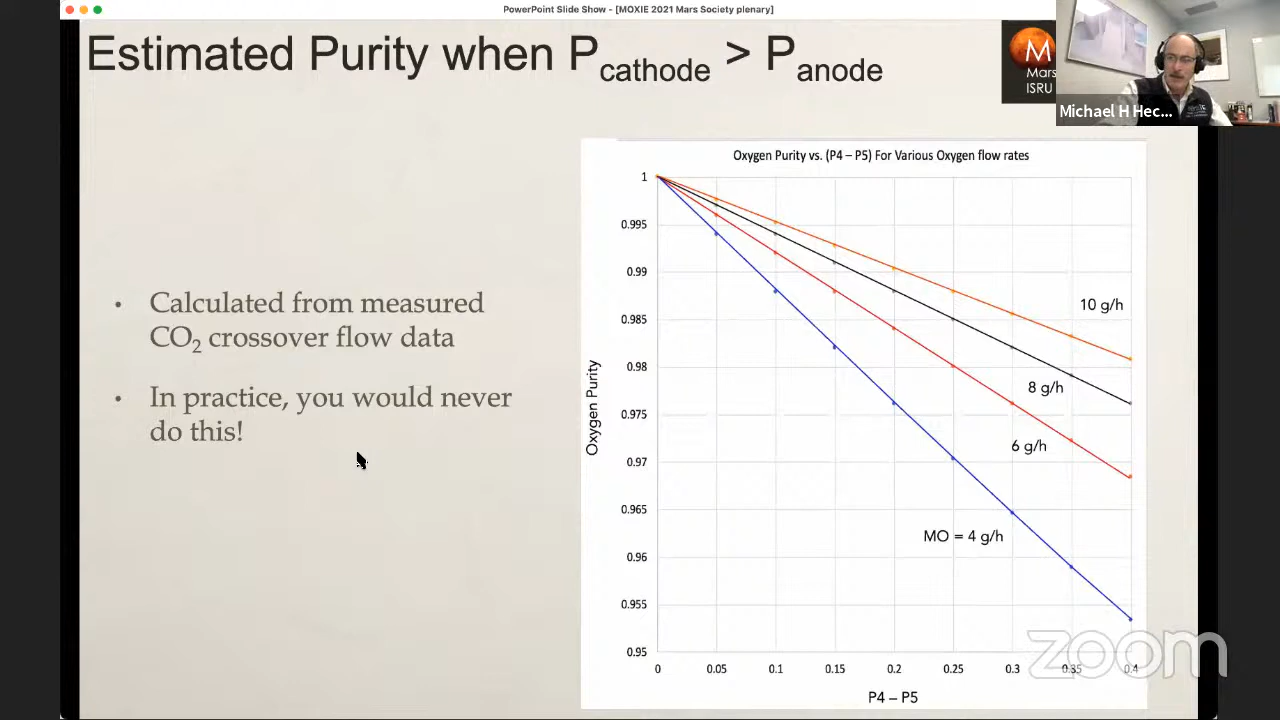 PowerPoint Slide Show - [MOXIE 2021 Mars Society plenary]
Estimated Purity when Pcathode > Panode
M
Mars
ISRU
Michael H Hec...
Calculated from measured
CO2 crossover flow data
In practice, you would never
do this!
Oxygen Purity vs. (P4 – P5) For Various Oxygen flow rates
Oxygen Purity
1
0.995
0.99
0.985
0.98
0.975
0.97
0.965
0.96
0.955
0.95
10 g/h
8 g/h
6 g/h
MO = 4 g/h
0 0.05 0.1 0.15 0.2 0.25 0.3 0.35 0.4
P4 – P5
zoom